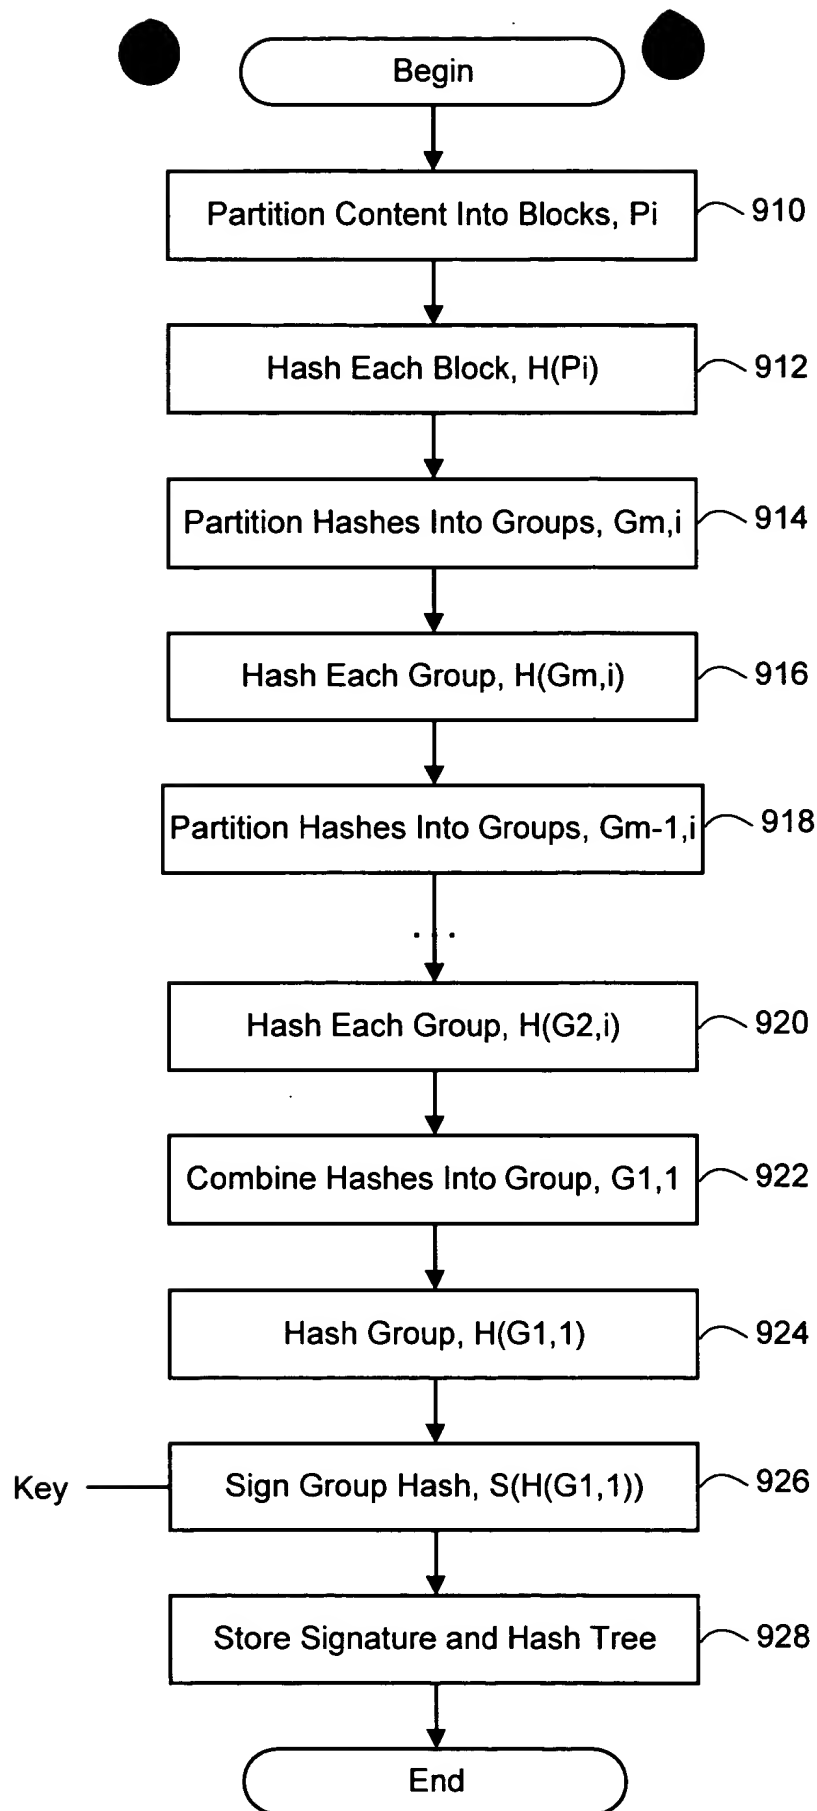 Begin
Partition Content Into Blocks, Pi
910
Hash Each Block, H(Pi)
912
Partition Hashes Into Groups, Gm,i
914
Hash Each Group, H(Gm,i)
916
Partition Hashes Into Groups, Gm-1,i
918
. . .
Hash Each Group, H(G2,i)
920
Combine Hashes Into Group, G1,1
922
Hash Group, H(G1,1)
924
Key
Sign Group Hash, S(H(G1,1))
926
Store Signature and Hash Tree
928
End